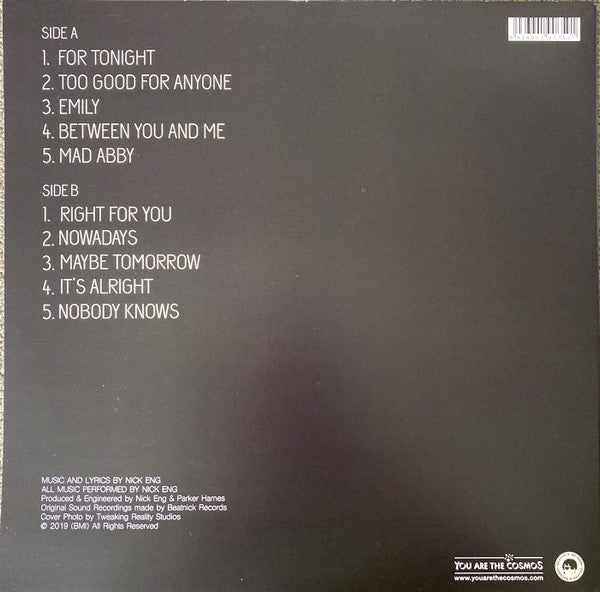 SIDE A
1. FOR TONIGHT
2. TOO GOOD FOR ANYONE
3. EMILY
4. BETWEEN YOU AND ME
5. MAD ABBY
SIDE B
1. RIGHT FOR YOU
2. NOWADAYS
3. MAYBE TOMORROW
4. IT'S ALRIGHT
5. NOBODY KNOWS
MUSIC AND LYRICS BY NICK ENG
ALL MUSIC PERFORMED BY NICK ENG
Produced & Engineered by Nick Eng & Parker Harnes
Original Sound Recordings made by Beatnick Records
Cover Photo by Tweaking Reality Studios
© 2019 (BMI) All Rights Reserved
YOU ARE THE COSMOS
www.youarethecosmos.com